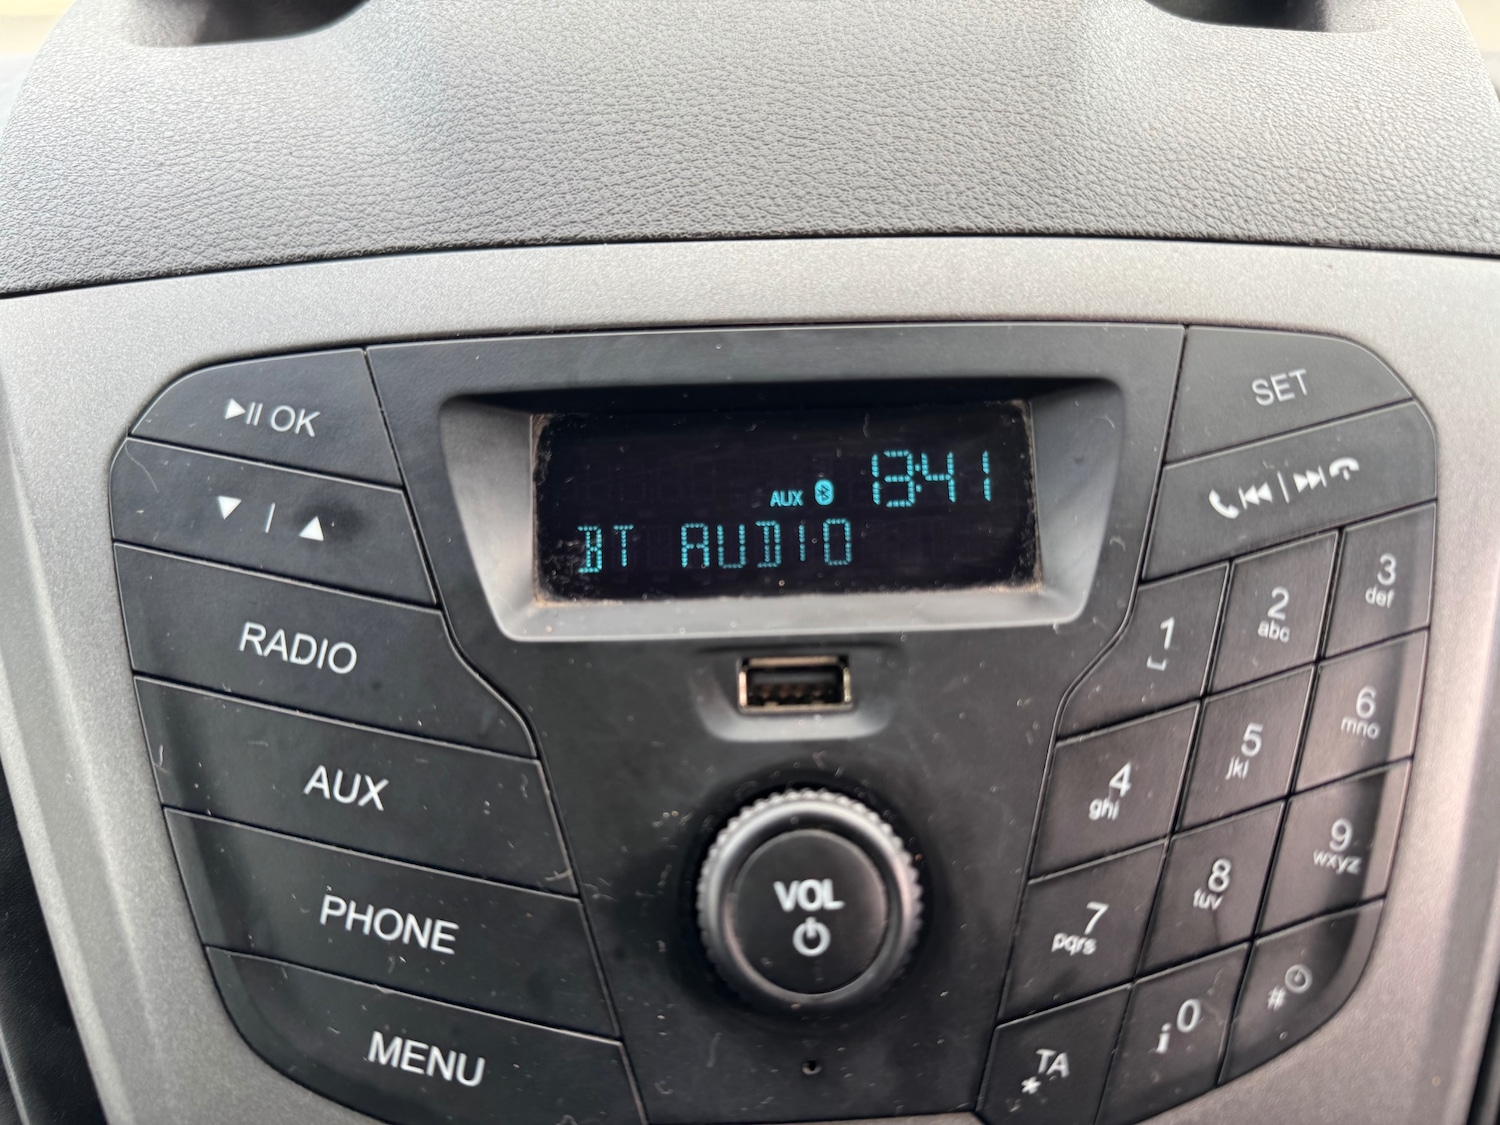 OK
RADIO
AUX
PHONE
MENU
AUX 13:41
BT AUDIO
VOL
SET
1
2
abc
3
def
4
ghi
5
jkl
6
mno
7
pqrs
8
tuv
9
wxyz
* TA
i 0
#